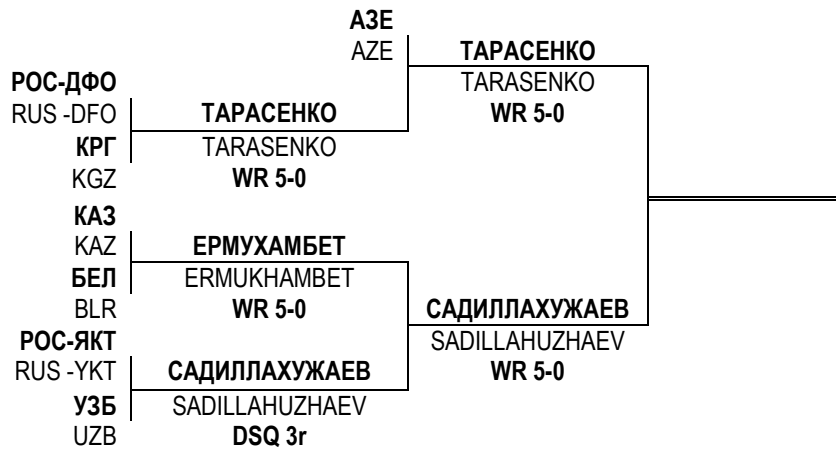 АЗЕ
AZE
ТАРАСЕНКО
TARASENKO
WR 5-0
РОС-ДФО
RUS -DFO
КРГ
KGZ
ТАРАСЕНКО
TARASENKO
WR 5-0
КАЗ
KAZ
БЕЛ
BLR
ЕРМУХАМБЕТ
ERMUKHAMBET
WR 5-0
САДИЛЛАХУЖАЕВ
SADILLAHUZHAEV
WR 5-0
РОС-ЯКТ
RUS -YKT
УЗБ
UZB
САДИЛЛАХУЖАЕВ
SADILLAHUZHAEV
DSQ 3r